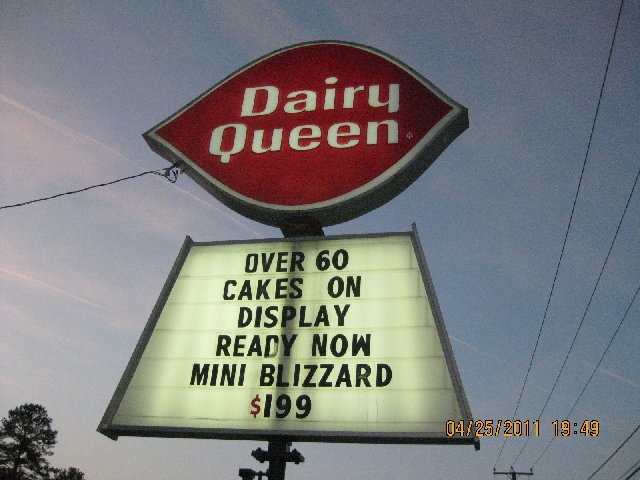 Dairy
Queen
OVER 60
CAKES ON
DISPLAY
READY NOW
MINI BLIZZARD
$199
04/25/2011 19:49